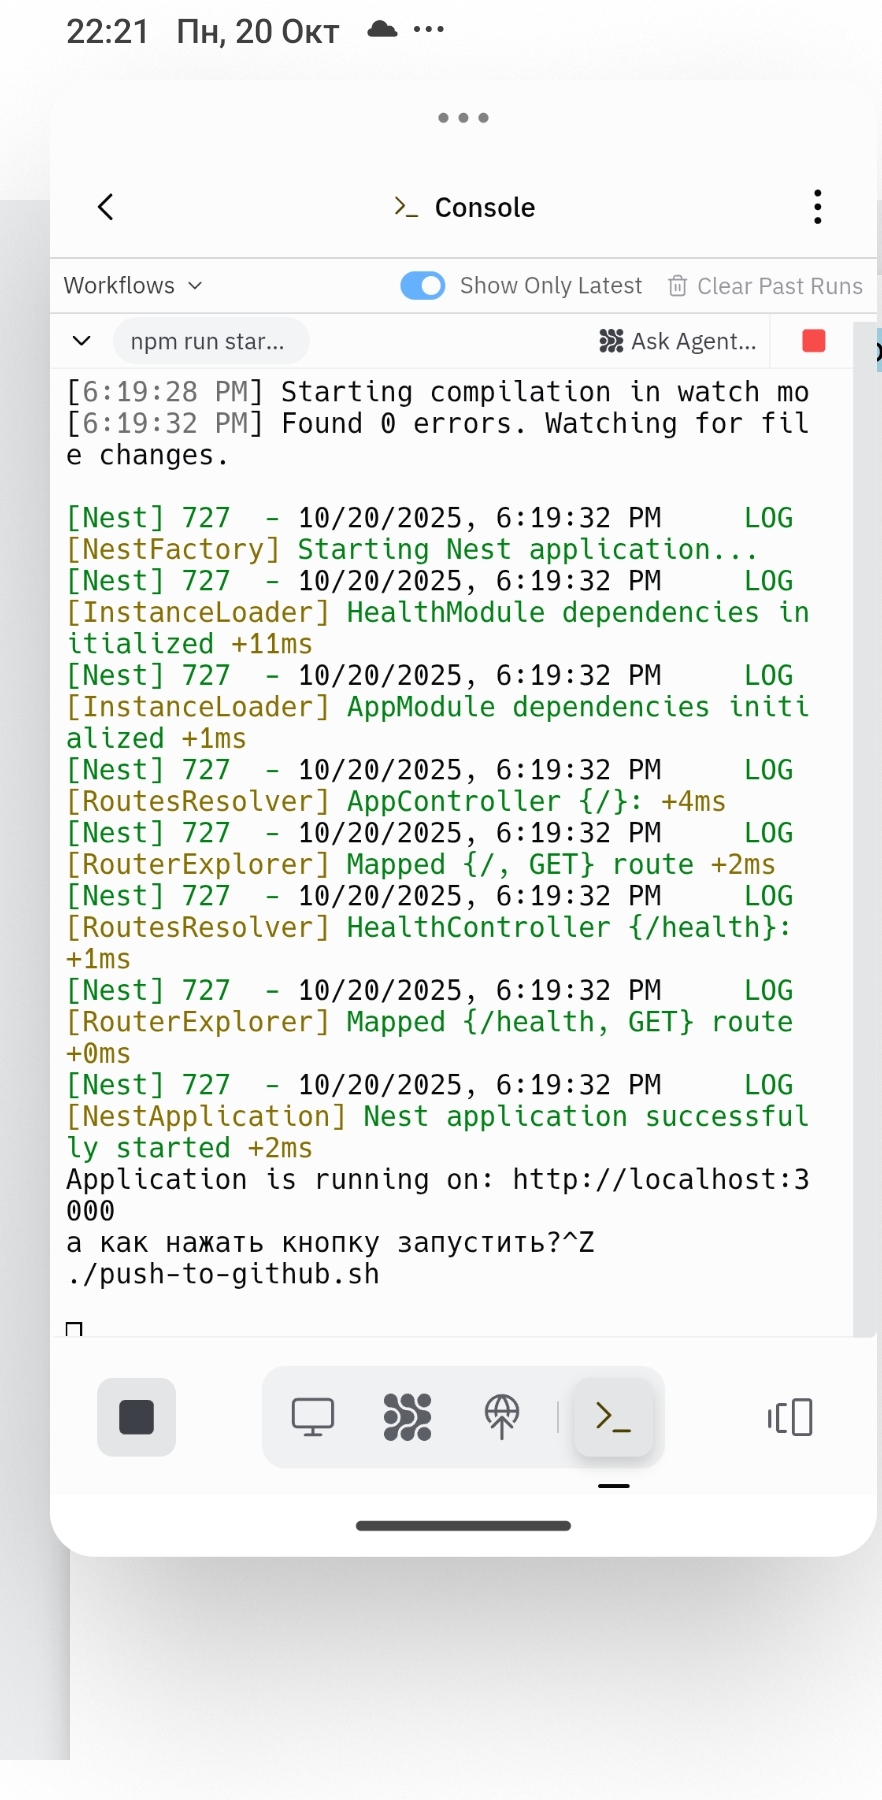 22:21 Пн, 20 Окт
Console
Workflows Show Only Latest Clear Past Runs
npm run star... Ask Agent...
[6:19:28 PM] Starting compilation in watch mo
[6:19:32 PM] Found 0 errors. Watching for fil
e changes.
[Nest] 727  - 10/20/2025, 6:19:32 PM     LOG
[NestFactory] Starting Nest application...
[Nest] 727  - 10/20/2025, 6:19:32 PM     LOG
[InstanceLoader] HealthModule dependencies in
itialized +11ms
[Nest] 727  - 10/20/2025, 6:19:32 PM     LOG
[InstanceLoader] AppModule dependencies initi
alized +1ms
[Nest] 727  - 10/20/2025, 6:19:32 PM     LOG
[RoutesResolver] AppController {/}: +4ms
[Nest] 727  - 10/20/2025, 6:19:32 PM     LOG
[RouterExplorer] Mapped {/, GET} route +2ms
[Nest] 727  - 10/20/2025, 6:19:32 PM     LOG
[RoutesResolver] HealthController {/health}:
+1ms
[Nest] 727  - 10/20/2025, 6:19:32 PM     LOG
[RouterExplorer] Mapped {/health, GET} route
+0ms
[Nest] 727  - 10/20/2025, 6:19:32 PM     LOG
[NestApplication] Nest application successful
ly started +2ms
Application is running on: http://localhost:3
000
а как нажать кнопку запустить?^Z
./push-to-github.sh